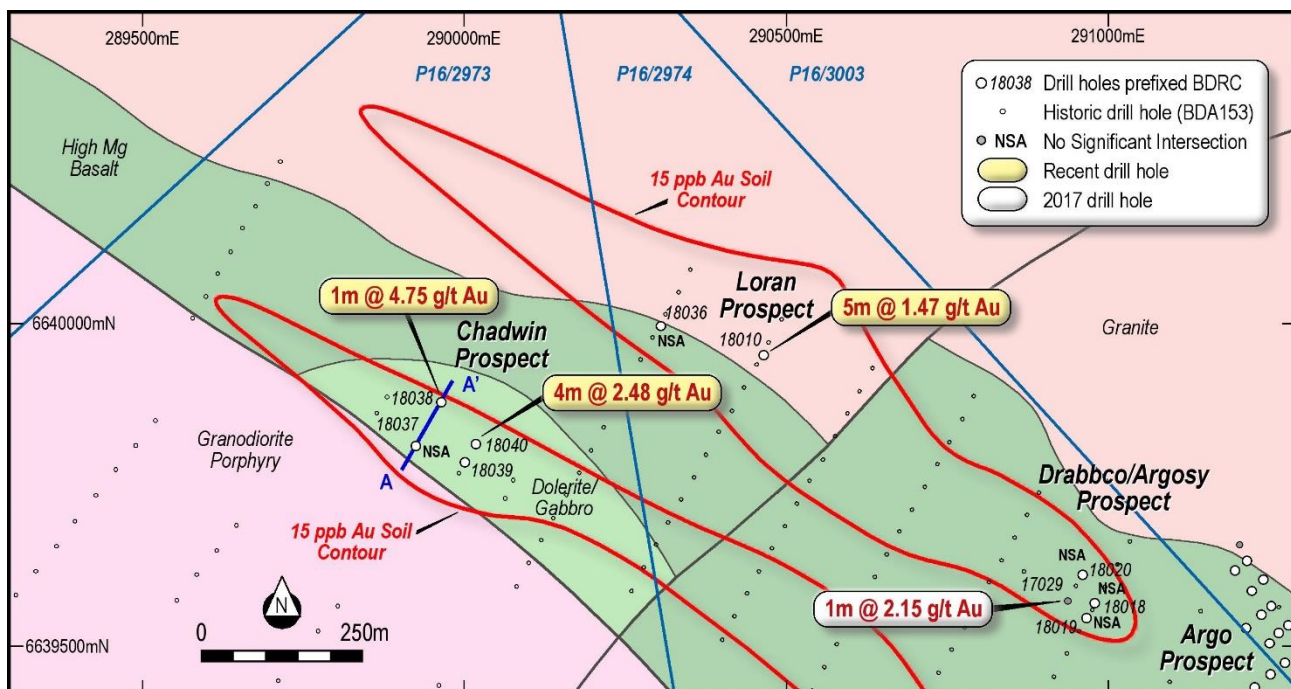 289500mE
290000mE
290500mE
291000mE
P16/2973
P16/2974
P16/3003
18038 Drill holes prefixed BDRC
Historic drill hole (BDA153)
NSA No Significant Intersection
Recent drill hole
2017 drill hole
High Mg
Basalt
15 ppb Au Soil
Contour
Loran
Prospect
1m @ 4.75 g/t Au
18036
NSA
5m @ 1.47 g/t Au
18010
Granite
6640000mN
Chadwin
Prospect
A'
4m @ 2.48 g/t Au
18038
18037
NSA
18040
18039
A
Granodiorite
Porphyry
Dolerite/
Gabbro
Drabbco/Argosy
Prospect
15 ppb Au Soil
Contour
NSA
18020
17029
NSA
18018
1m @ 2.15 g/t Au
NSA
18019
N
0
250m
Argo
Prospect
6639500mN